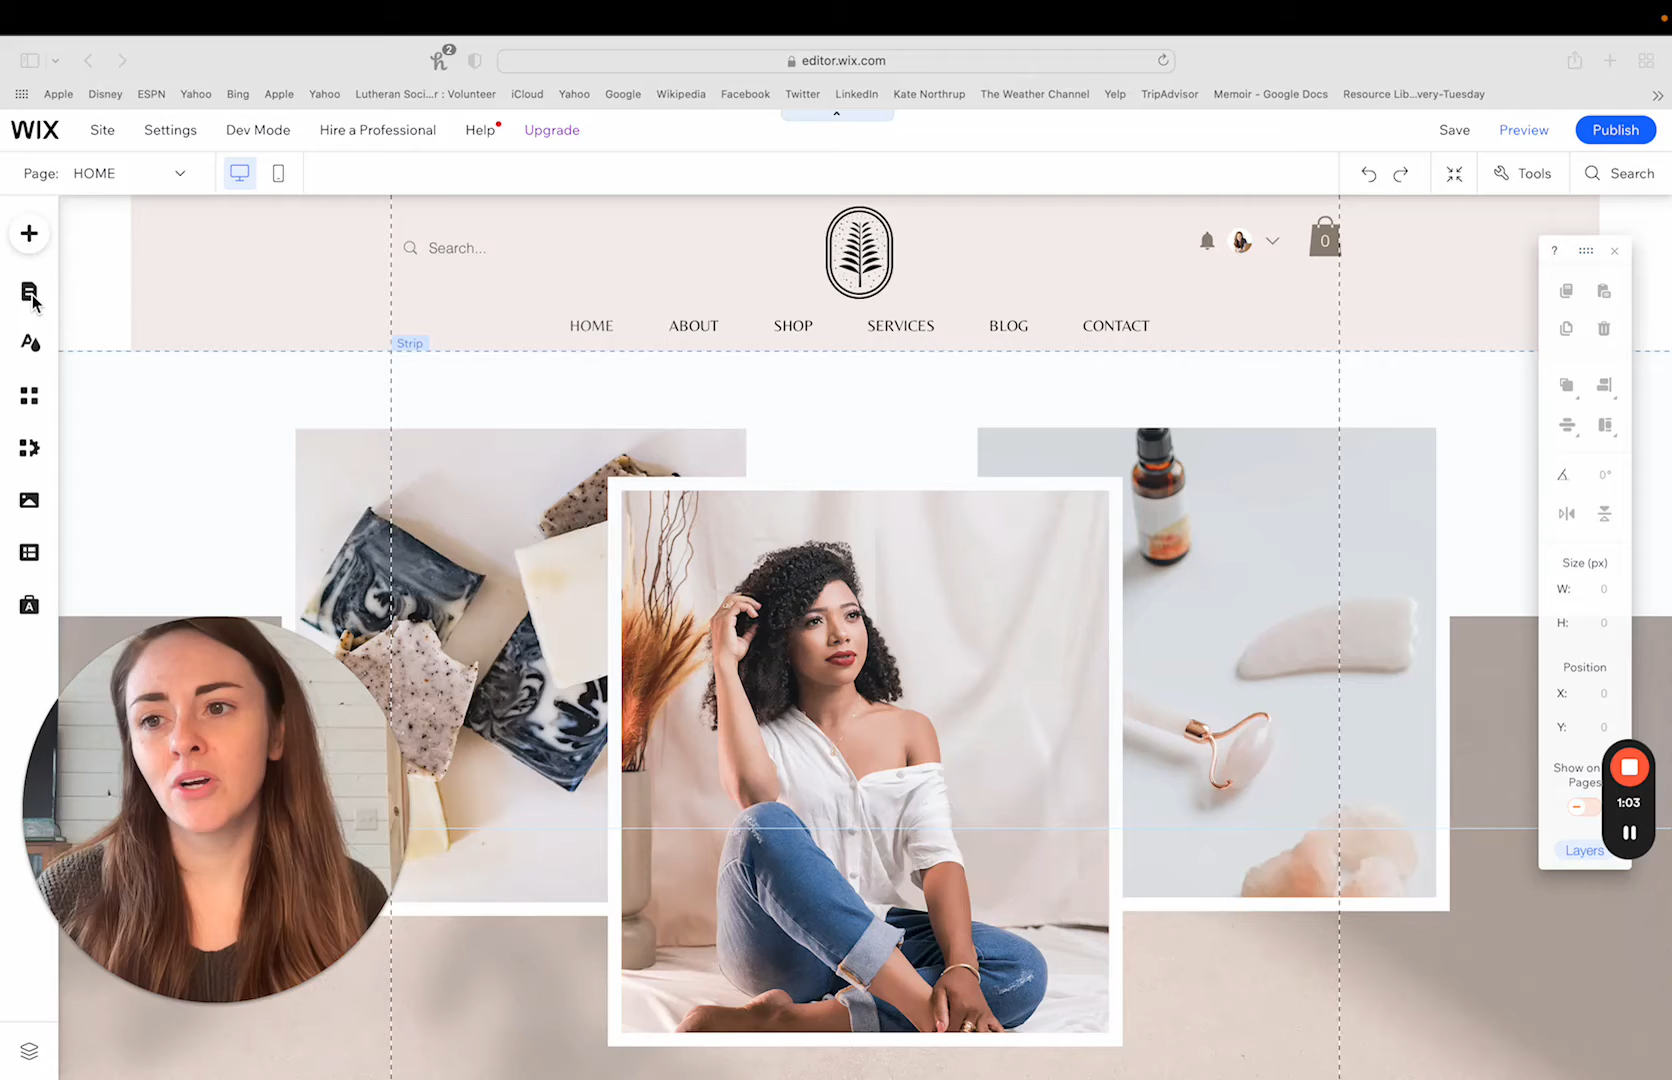 2
editor.wix.com
Apple Disney ESPN Yahoo Bing Apple Yahoo Lutheran Soci...r : Volunteer iCloud Yahoo Google Wikipedia Facebook Twitter LinkedIn Kate Northrup The Weather Channel Yelp TripAdvisor Memoir - Google Docs Resource Lib...very-Tuesday
WIX Site Settings Dev Mode Hire a Professional Help Upgrade Save Preview Publish
Page: HOME Tools Search
Search... 0
HOME ABOUT SHOP SERVICES BLOG CONTACT
Strip
?
0°
Size (px)
W: 0
H: 0
Position
X: 0
Y: 0
Show on
Pages
1:03
Layers
A